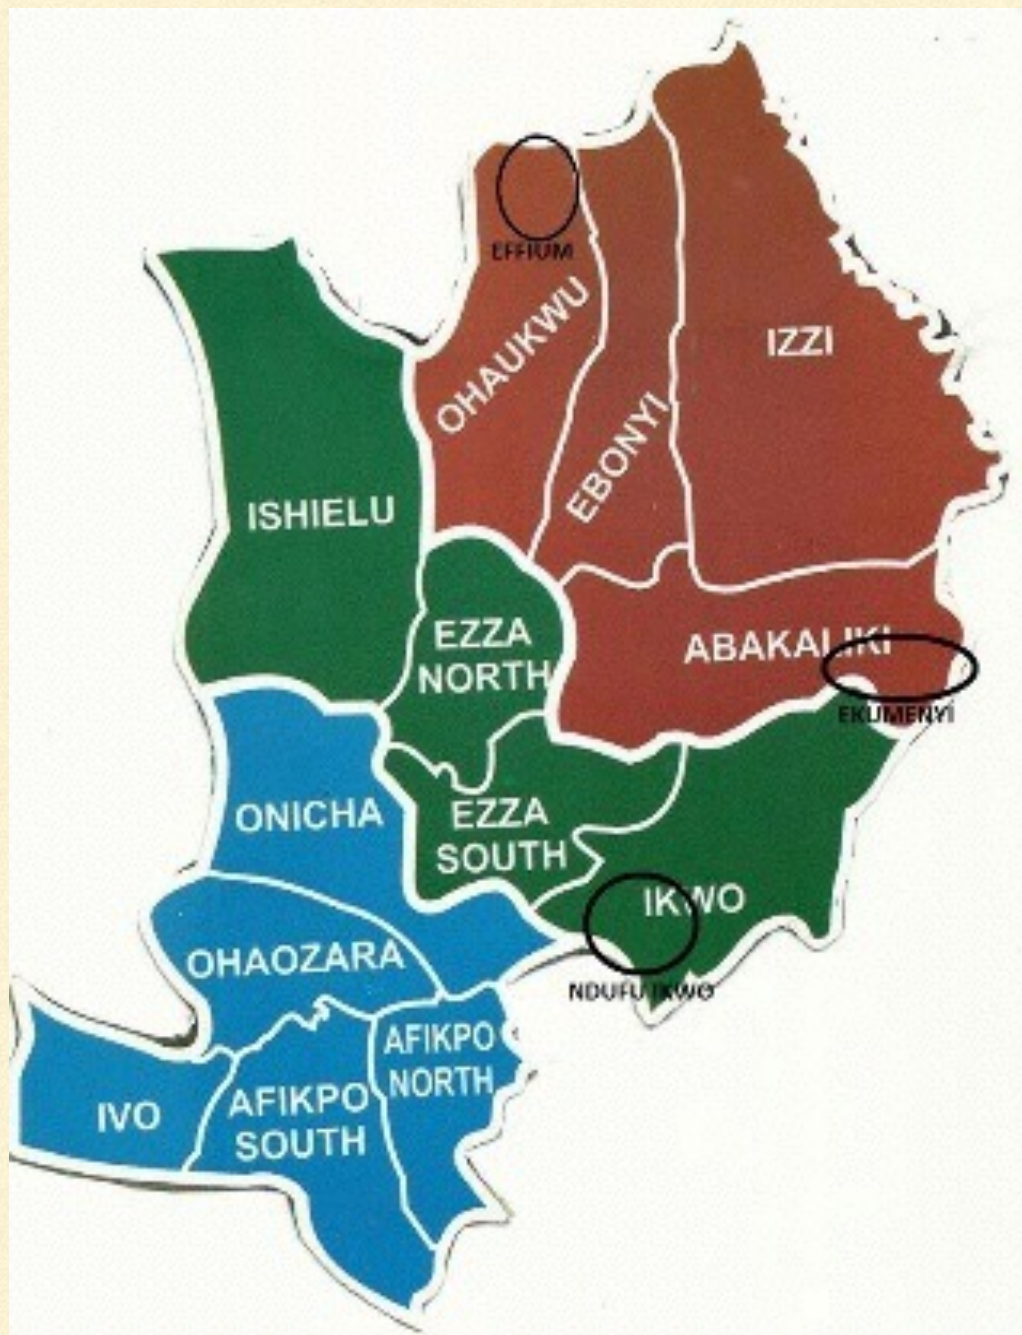 EFFIUM
OHAUKWU
IZZI
EBONYI
ISHIELU
EZZA
NORTH
ABAKALIKI
EKUMENYI
ONICHA
EZZA
SOUTH
IKWO
OHAOZARA
NDUFU IKWO
AFIKPO
NORTH
IVO
AFIKPO
SOUTH